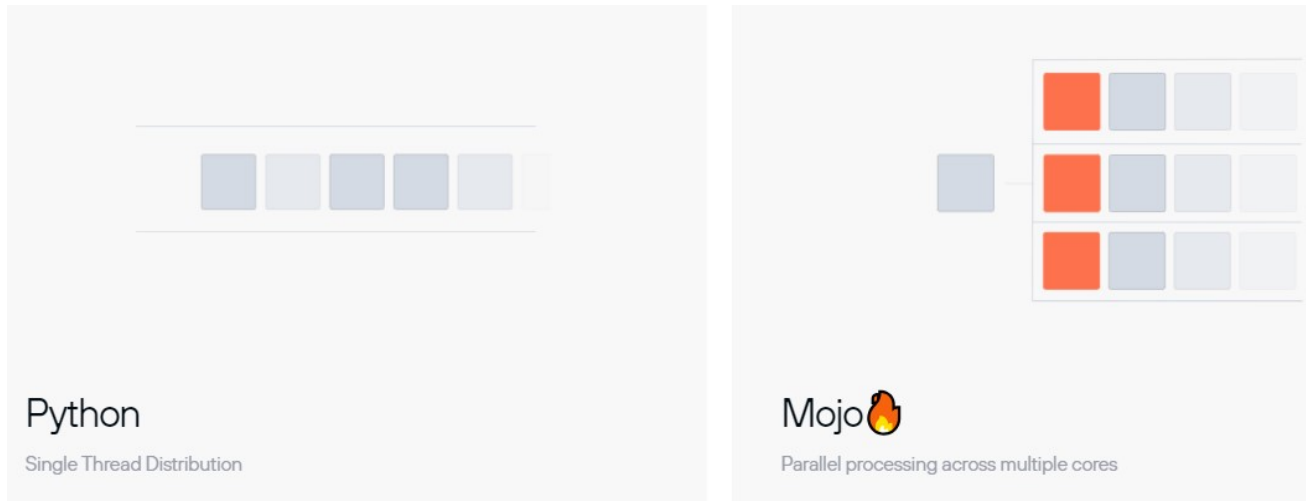 Python
Single Thread Distribution
Mojo🔥
Parallel processing across multiple cores